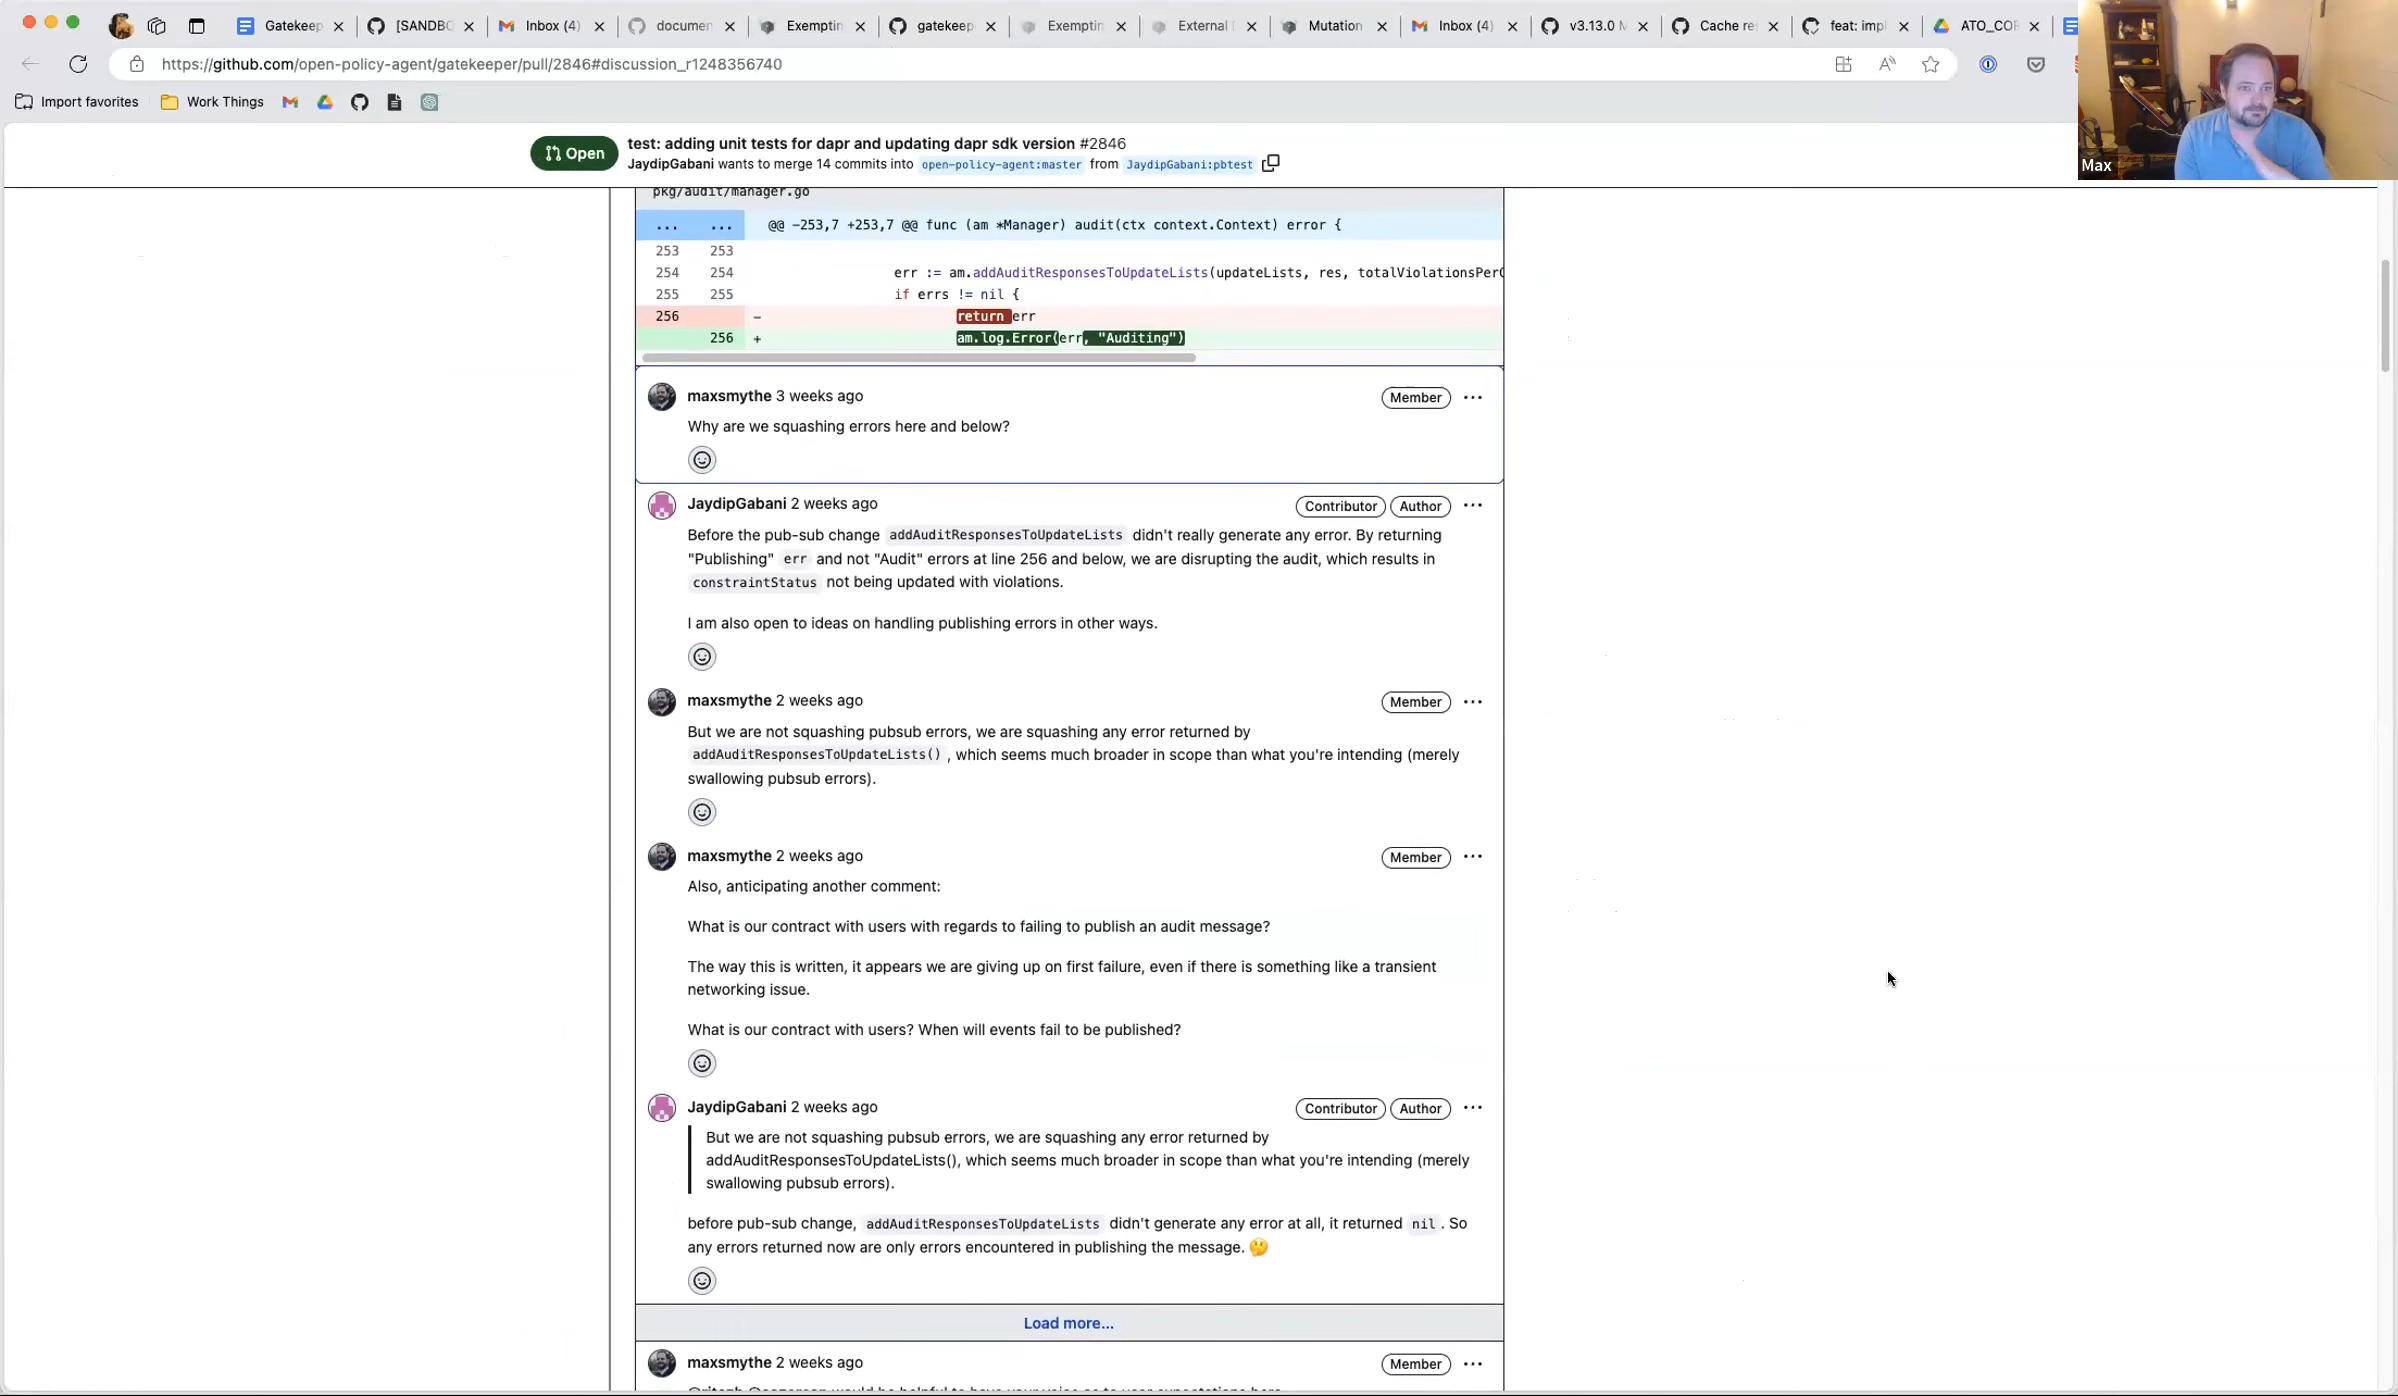 Gatekeep
[SANDBO
Inbox (4)
documen
Exemptin
gatekeep
Exemptin
External
Mutation
Inbox (4)
v3.13.0
Cache re
feat: imp
ATO_COE
https://github.com/open-policy-agent/gatekeeper/pull/2846#discussion_r1248356740
Import favorites
Work Things
Max
Open
test: adding unit tests for dapr and updating dapr sdk version #2846
JaydipGabani wants to merge 14 commits into open-policy-agent:master from JaydipGabani:pbtest
pkg/audit/manager.go
... ... @@ -253,7 +253,7 @@ func (am *Manager) audit(ctx context.Context) error {
253 253
254 254 err := am.addAuditResponsesToUpdateLists(updateLists, res, totalViolationsPerC
255 255 if errs != nil {
256 - return err
256 + am.log.Error(err, "Auditing")
maxsmythe 3 weeks ago Member ...
Why are we squashing errors here and below?
JaydipGabani 2 weeks ago Contributor Author ...
Before the pub-sub change addAuditResponsesToUpdateLists didn't really generate any error. By returning
"Publishing" err and not "Audit" errors at line 256 and below, we are disrupting the audit, which results in
constraintStatus not being updated with violations.
I am also open to ideas on handling publishing errors in other ways.
maxsmythe 2 weeks ago Member ...
But we are not squashing pubsub errors, we are squashing any error returned by
addAuditResponsesToUpdateLists() , which seems much broader in scope than what you're intending (merely
swallowing pubsub errors).
maxsmythe 2 weeks ago Member ...
Also, anticipating another comment:
What is our contract with users with regards to failing to publish an audit message?
The way this is written, it appears we are giving up on first failure, even if there is something like a transient
networking issue.
What is our contract with users? When will events fail to be published?
JaydipGabani 2 weeks ago Contributor Author ...
But we are not squashing pubsub errors, we are squashing any error returned by
addAuditResponsesToUpdateLists(), which seems much broader in scope than what you're intending (merely
swallowing pubsub errors).
before pub-sub change, addAuditResponsesToUpdateLists didn't generate any error at all, it returned nil . So
any errors returned now are only errors encountered in publishing the message. 🤔
Load more...
maxsmythe 2 weeks ago Member ...